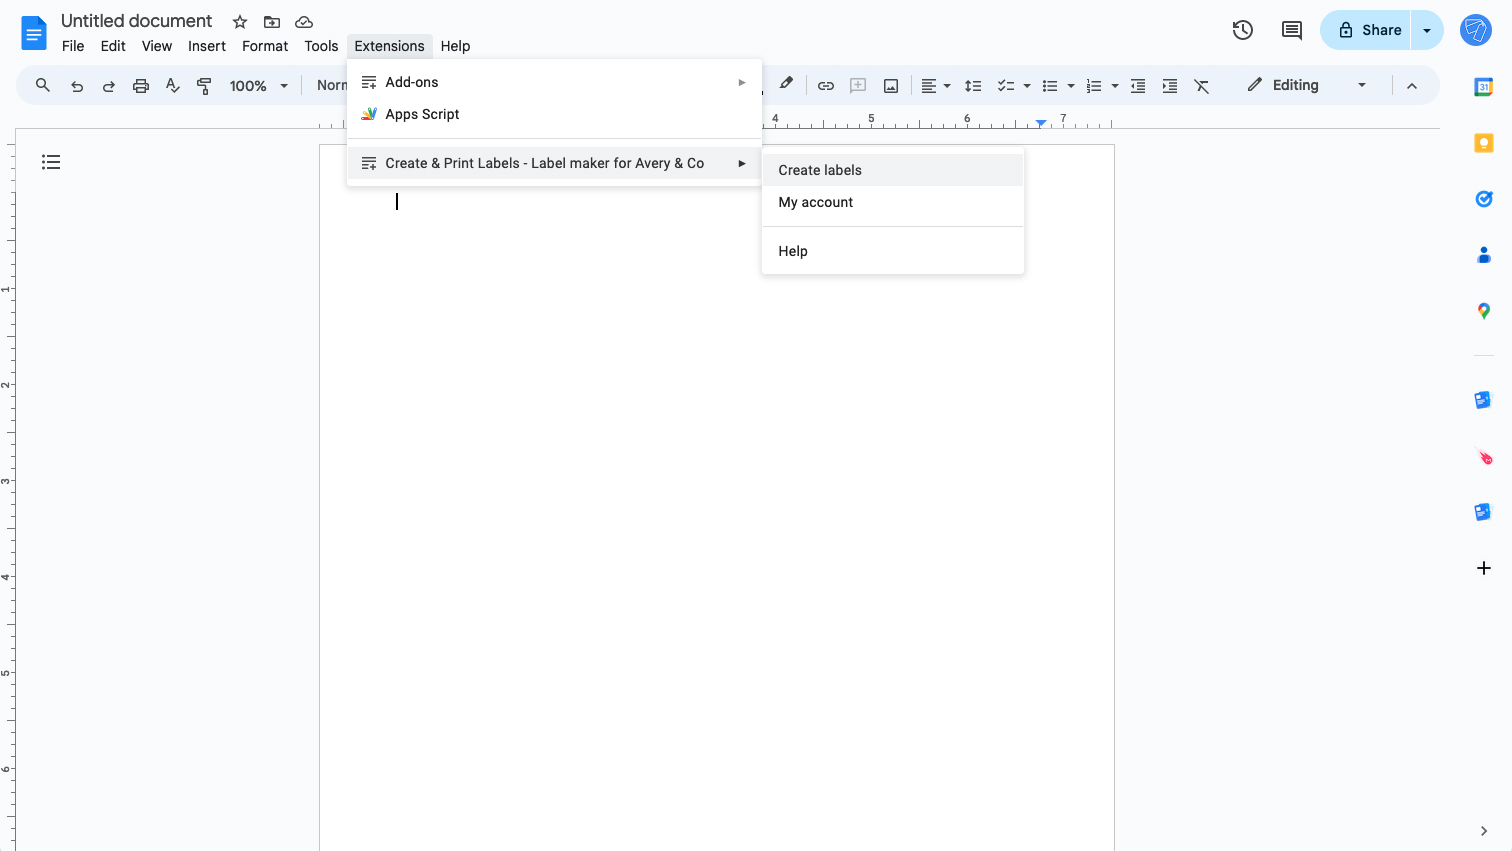 Untitled document
File Edit View Insert Format Tools Extensions Help
Share
100%
Norm
Editing
31
Add-ons
Apps Script
Create & Print Labels - Label maker for Avery & Co
Create labels
My account
Help
4 5 6 7
1
2
3
4
5
6